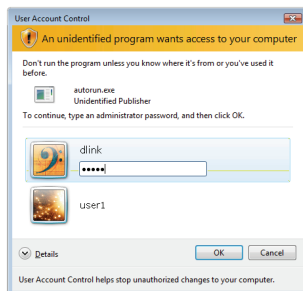 User Account Control
An unidentified program wants access to your computer
Don't run the program unless you know where it's from or you've used it
before.
autorun.exe
Unidentified Publisher
To continue, type an administrator password, and then click OK.
dlink
•••••
user1
Details
OK Cancel
User Account Control helps stop unauthorized changes to your computer.